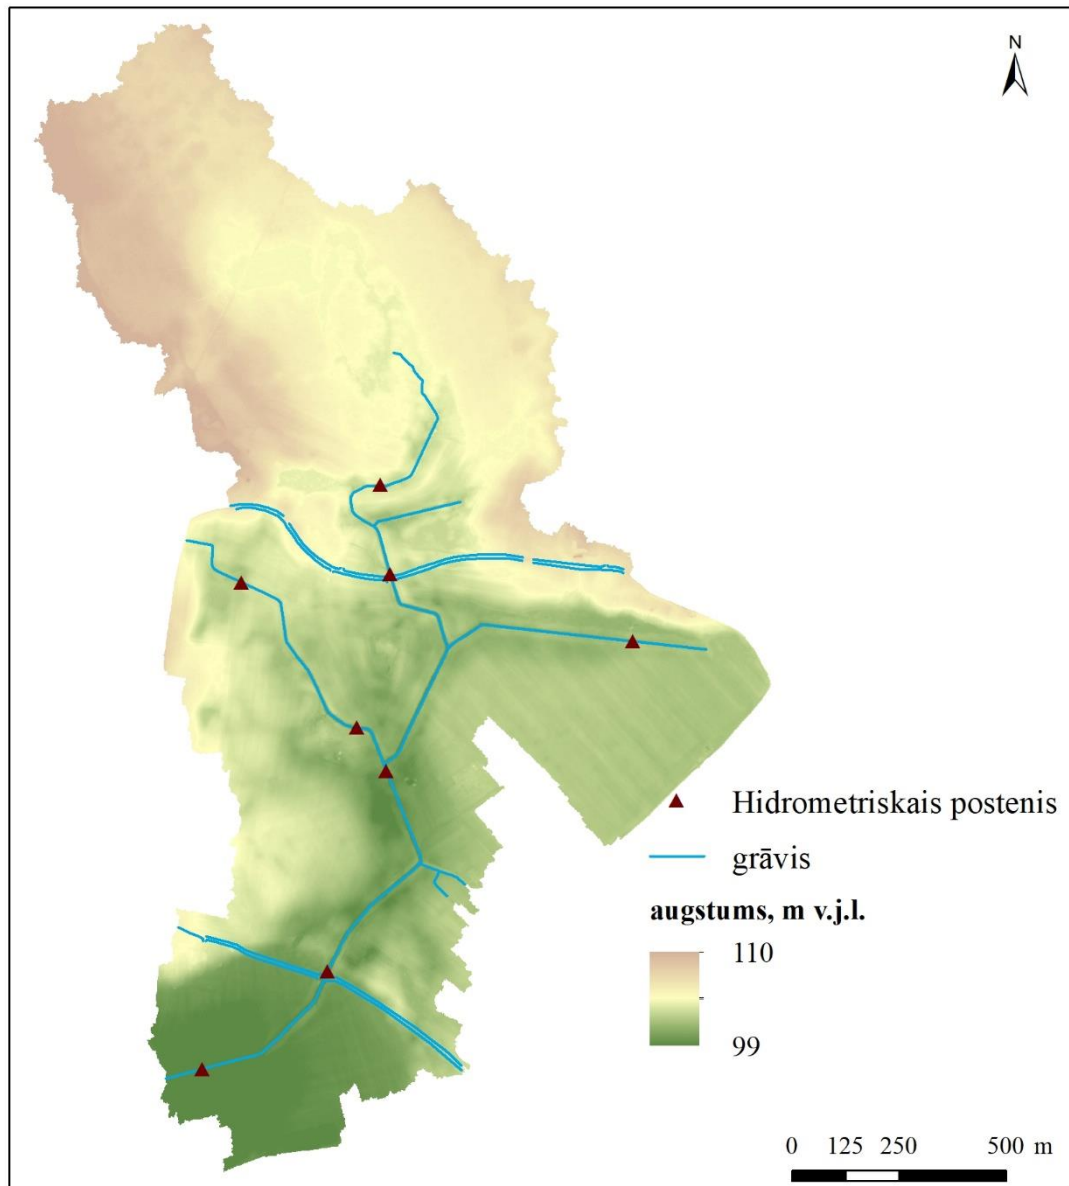 N
Hidrometriskais postenis
grāvis
augstums, m v.j.l.
110
99
0 125 250 500 m